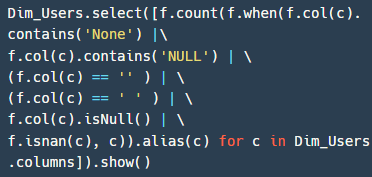 Dim_Users.select([f.count(f.when(f.col(c).
contains('None') |\
f.col(c).contains('NULL') | \
(f.col(c) == '' ) | \
(f.col(c) == ' ' ) | \
f.col(c).isNull() | \
f.isnan(c), c)).alias(c) for c in Dim_Users
.columns]).show()